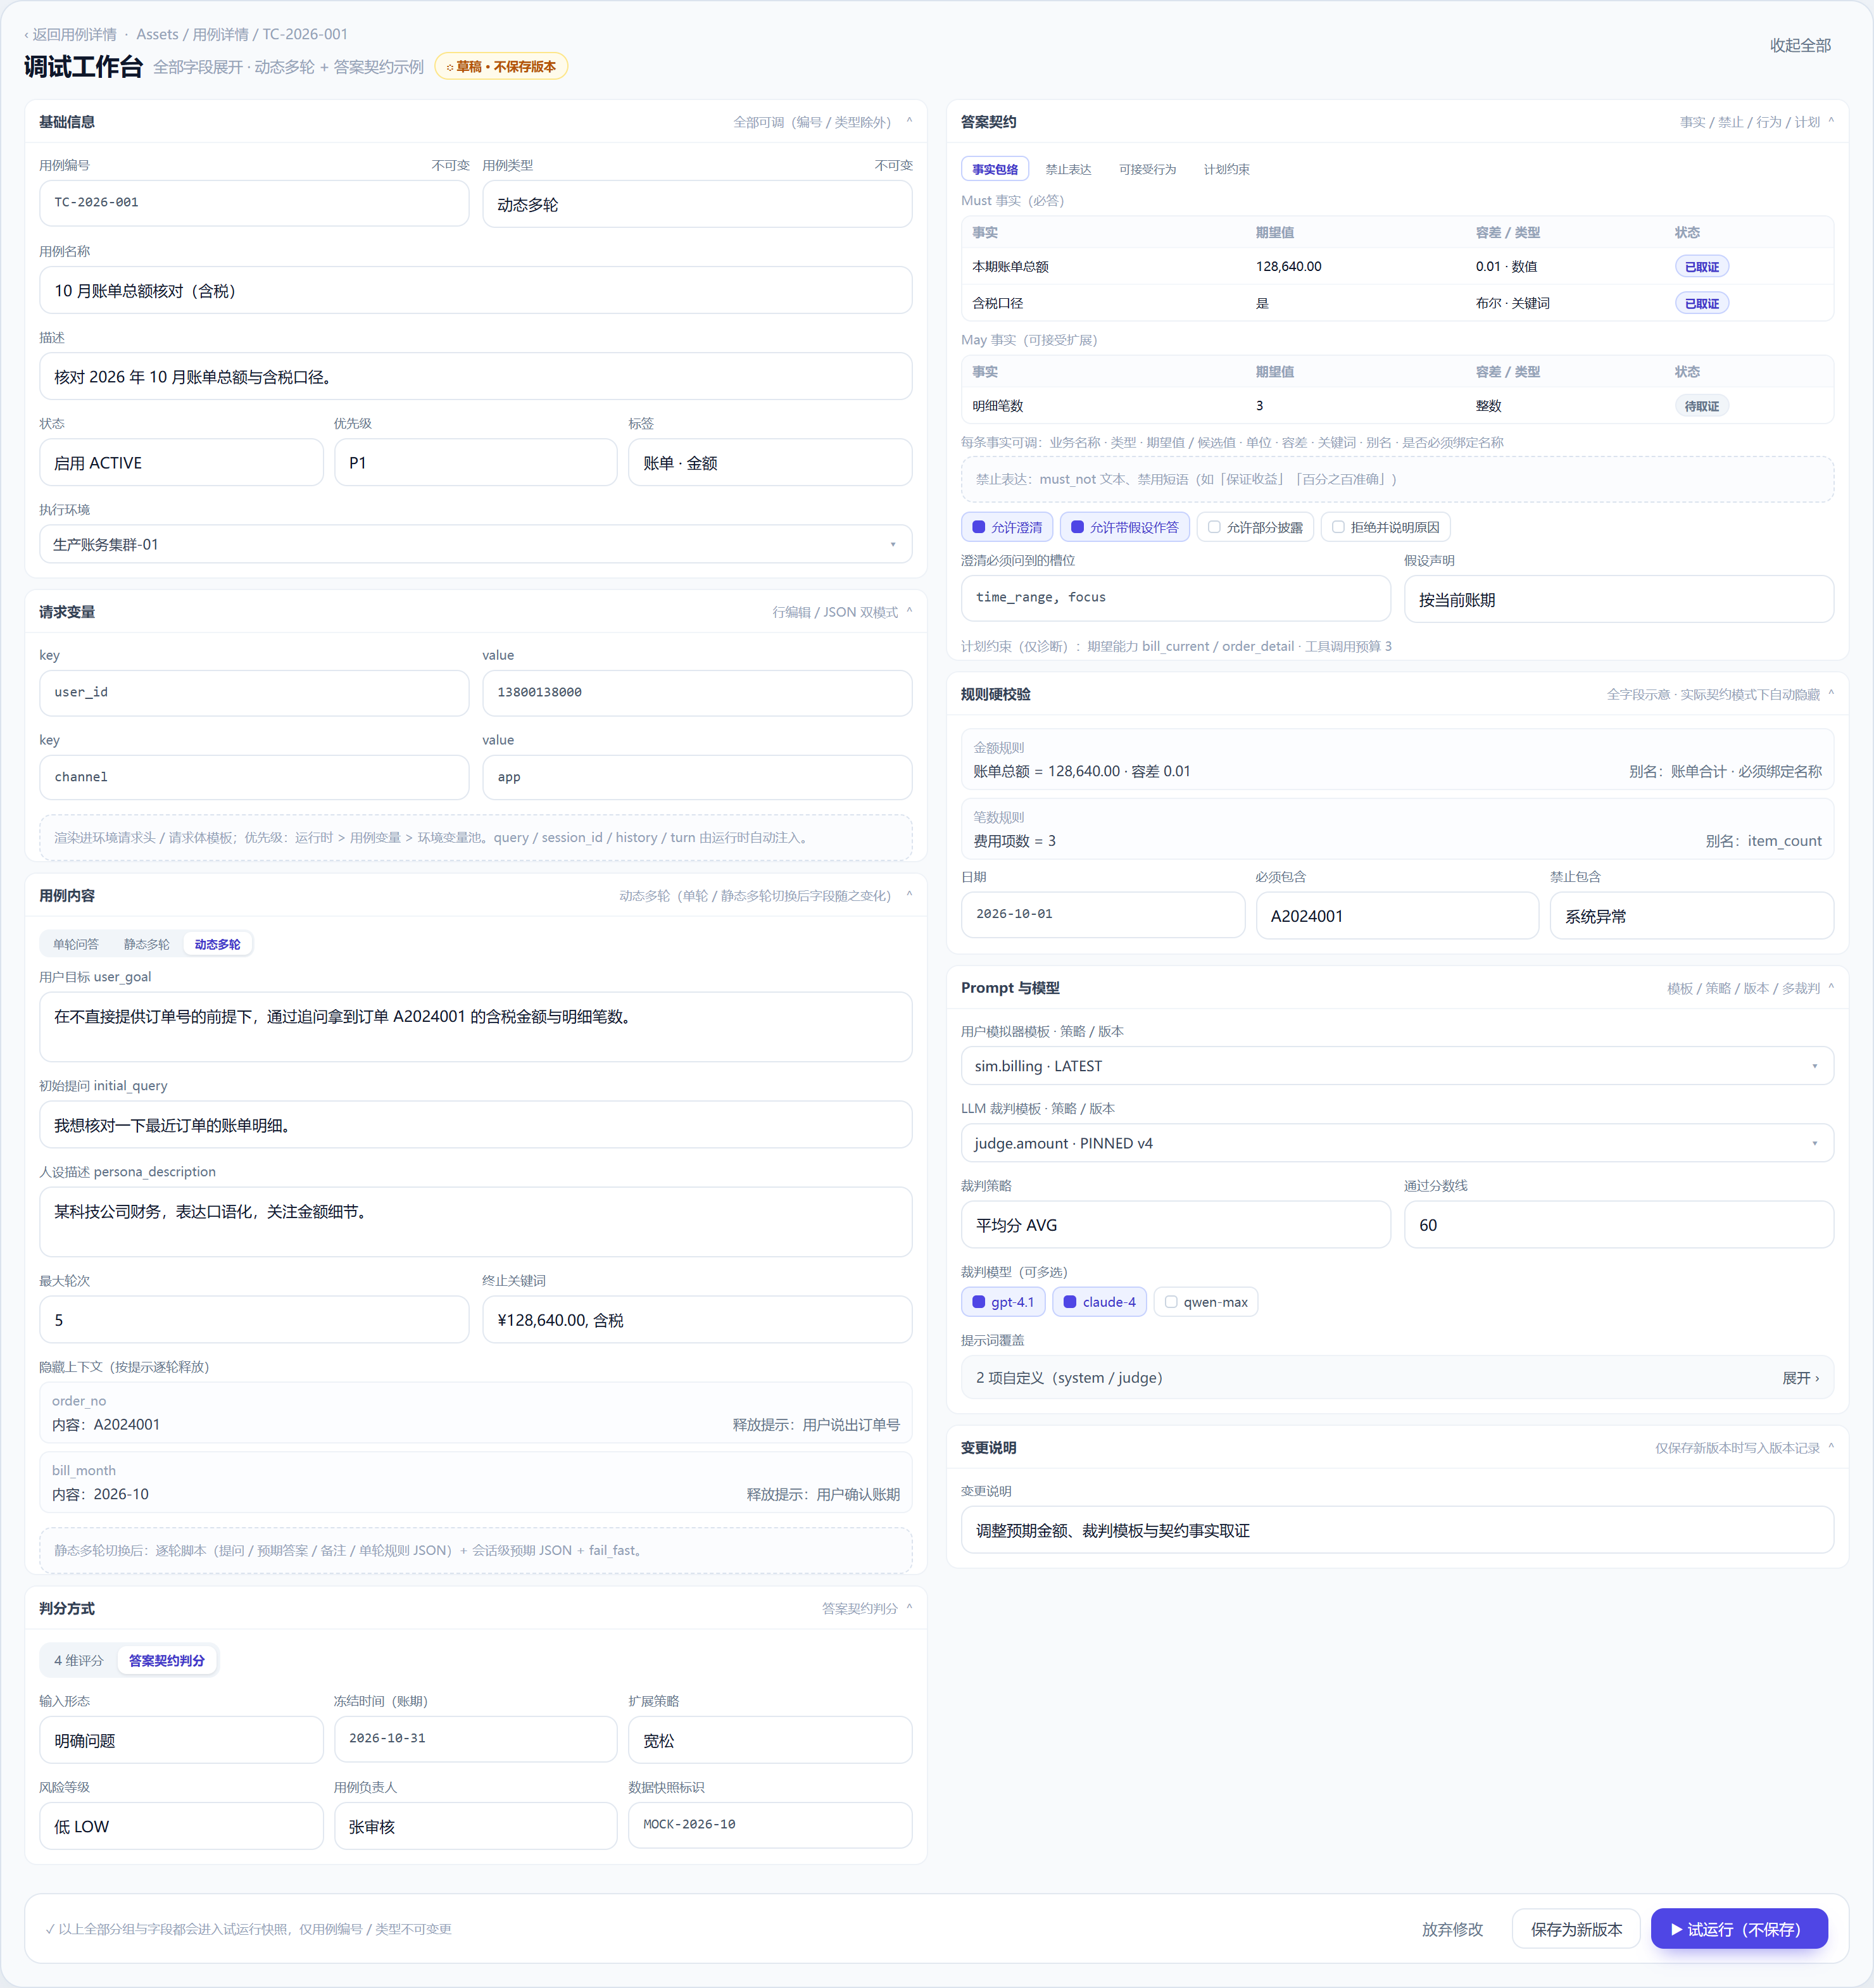 ‹ 返回用例详情 · Assets / 用例详情 / TC-2026-001
调试工作台 全部字段展开 · 动态多轮 + 答案契约示例 草稿 • 不保存版本
收起全部
基础信息 全部可调（编号 / 类型除外） ^
用例编号 不可变 用例类型 不可变
TC-2026-001 动态多轮
用例名称
10 月账单总额核对（含税）
描述
核对 2026 年 10 月账单总额与含税口径。
状态 优先级 标签
启用 ACTIVE P1 账单 · 金额
执行环境
生产账务集群-01 ▾
请求变量 行编辑 / JSON 双模式 ^
key value
user_id 13800138000
key value
channel app
渲染进环境请求头 / 请求体模板；优先级：运行时 > 用例变量 > 环境变量池。query / session_id / history / turn 由运行时自动注入。
用例内容 动态多轮（单轮 / 静态多轮切换后字段随之变化） ^
单轮问答 静态多轮 动态多轮
用户目标 user_goal
在不直接提供订单号的前提下，通过追问拿到订单 A2024001 的含税金额与明细笔数。
初始提问 initial_query
我想核对一下最近订单的账单明细。
人设描述 persona_description
某科技公司财务，表达口语化，关注金额细节。
最大轮次 终止关键词
5 ¥128,640.00, 含税
隐藏上下文（按提示逐轮释放）
order_no
内容：A2024001 释放提示：用户说出订单号
bill_month
内容：2026-10 释放提示：用户确认账期
静态多轮切换后：逐轮脚本（提问 / 预期答案 / 备注 / 单轮规则 JSON）+ 会话级预期 JSON + fail_fast。
判分方式 答案契约判分 ^
4 维评分 答案契约判分
输入形态 冻结时间（账期） 扩展策略
明确问题 2026-10-31 宽松
风险等级 用例负责人 数据快照标识
低 LOW 张审核 MOCK-2026-10
答案契约 事实 / 禁止 / 行为 / 计划 ^
事实包络 禁止表达 可接受行为 计划约束
Must 事实（必答）
事实 期望值 容差 / 类型 状态
本期账单总额 128,640.00 0.01 · 数值 已取证
含税口径 是 布尔 · 关键词 已取证
May 事实（可接受扩展）
事实 期望值 容差 / 类型 状态
明细笔数 3 整数 待取证
每条事实可调：业务名称 · 类型 · 期望值 / 候选值 · 单位 · 容差 · 关键词 · 别名 · 是否必须绑定名称
禁止表达：must_not 文本、禁用短语（如「保证收益」「百分之百准确」）
允许澄清 允许带假设作答 允许部分披露 拒绝并说明原因
澄清必须问到的槽位 假设声明
time_range, focus 按当前账期
计划约束（仅诊断）：期望能力 bill_current / order_detail · 工具调用预算 3
规则硬校验 全字段示意 · 实际契约模式下自动隐藏 ^
金额规则
账单总额 = 128,640.00 · 容差 0.01 别名：账单合计 · 必须绑定名称
笔数规则
费用项数 = 3 别名：item_count
日期 必须包含 禁止包含
2026-10-01 A2024001 系统异常
Prompt 与模型 模板 / 策略 / 版本 / 多裁判 ^
用户模拟器模板 · 策略 / 版本
sim.billing · LATEST ▾
LLM 裁判模板 · 策略 / 版本
judge.amount · PINNED v4 ▾
裁判策略 通过分数线
平均分 AVG 60
裁判模型（可多选）
gpt-4.1 claude-4 qwen-max
提示词覆盖
2 项自定义（system / judge） 展开 ›
变更说明 仅保存新版本时写入版本记录 ^
变更说明
调整预期金额、裁判模板与契约事实取证
✓ 以上全部分组与字段都会进入试运行快照，仅用例编号 / 类型不可变更
放弃修改 保存为新版本 ▶ 试运行（不保存）